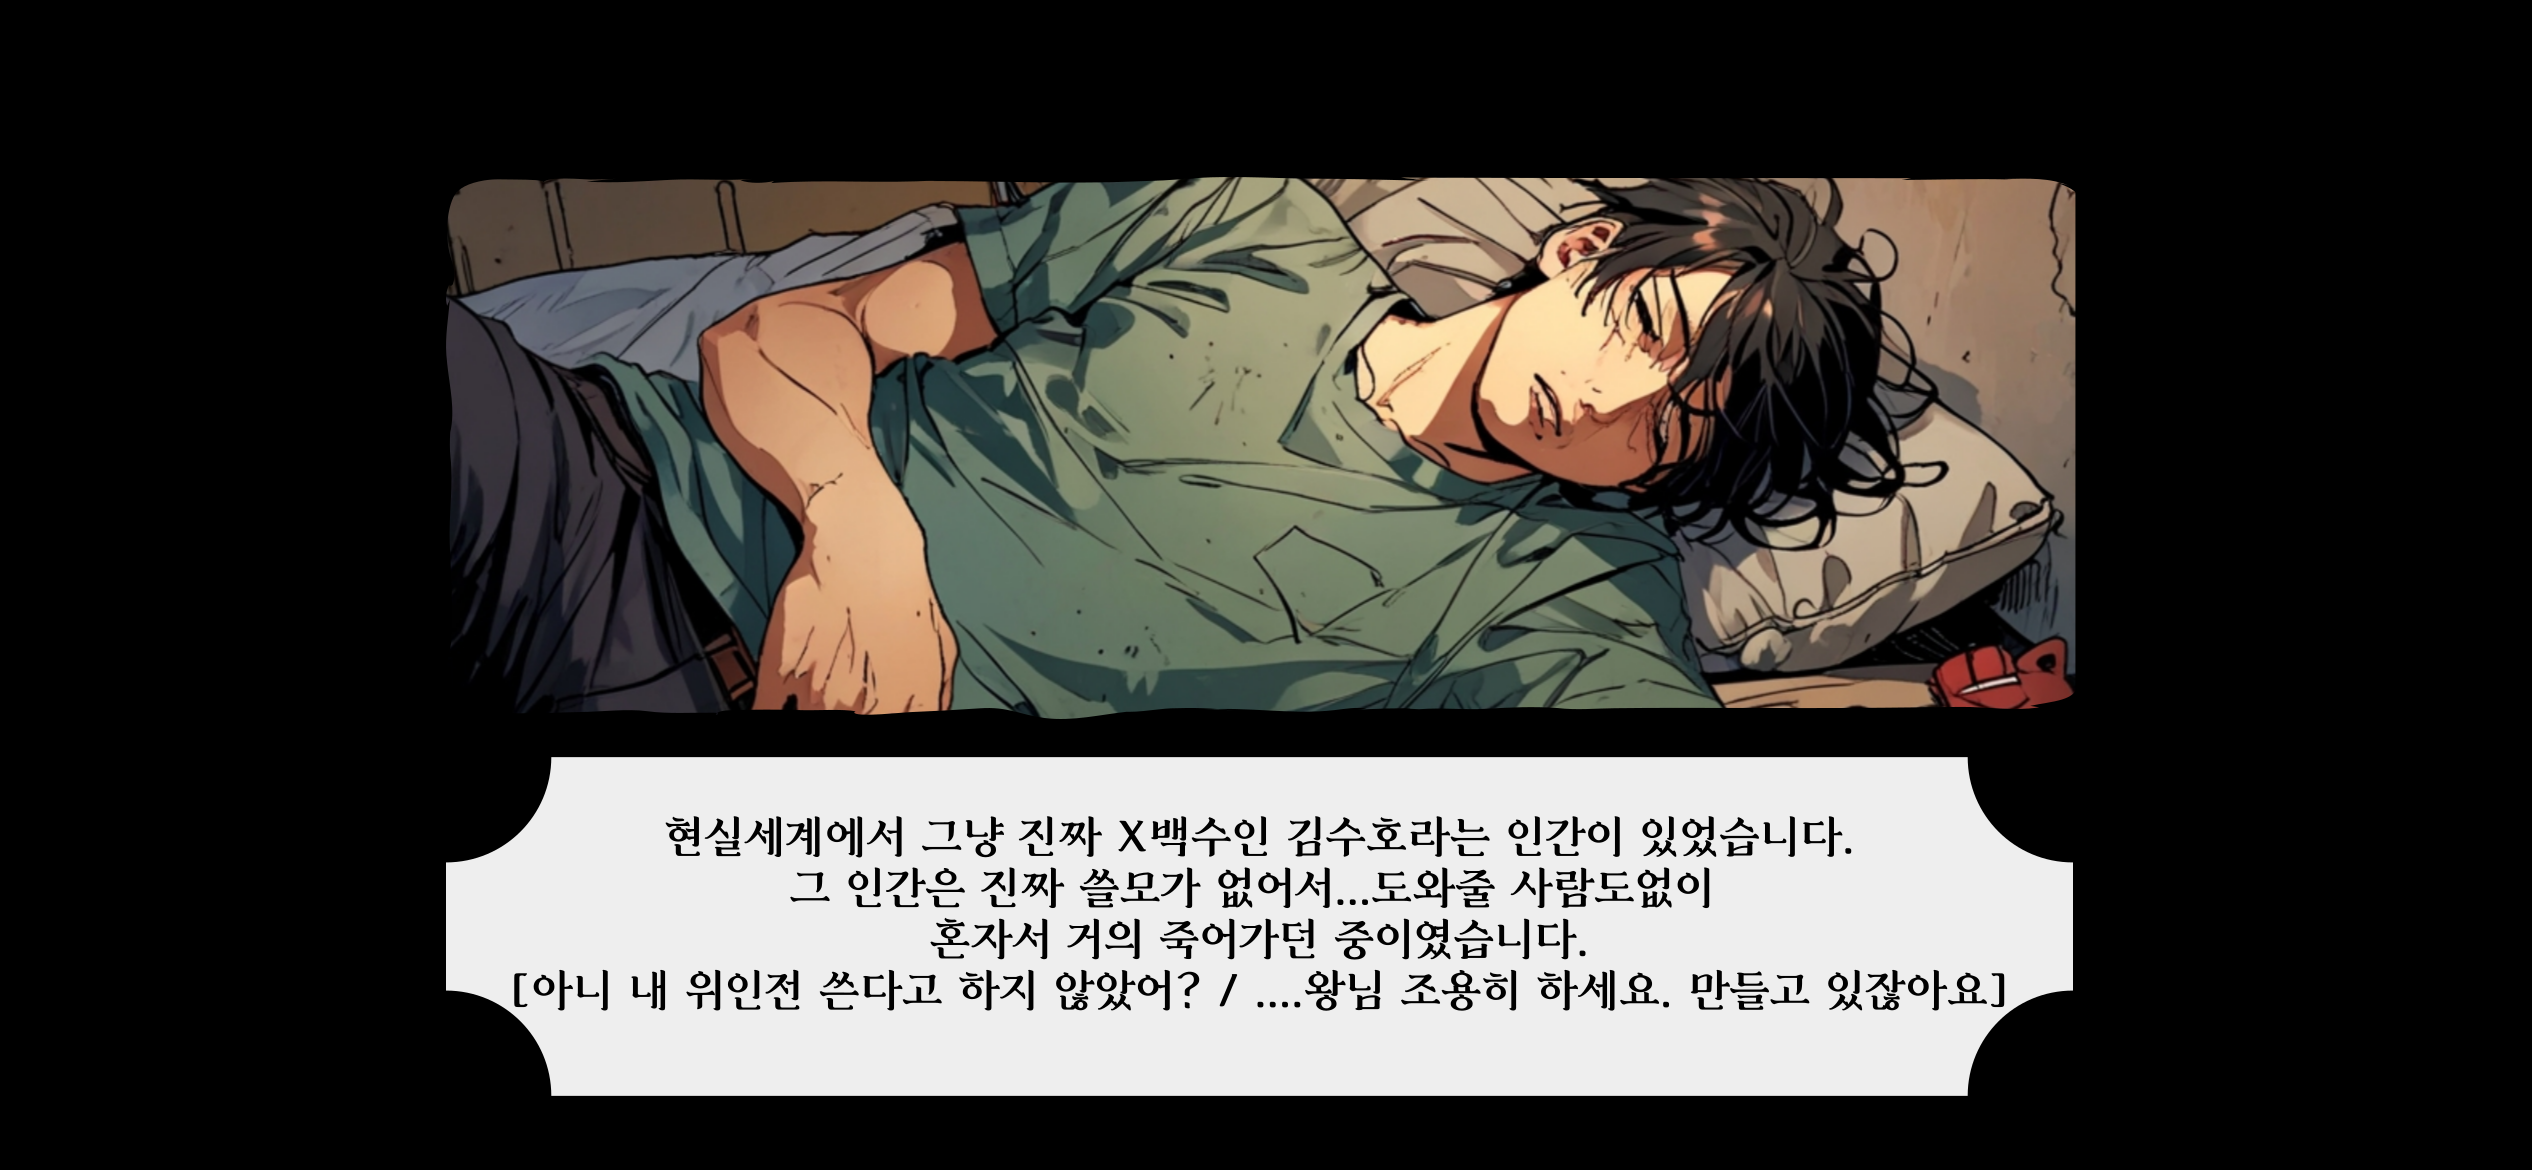 현실세계에서 그냥 진짜 X백수인 김수호라는 인간이 있었습니다.
그 인간은 진짜 쓸모가 없어서...도와줄 사람도없이
혼자서 거의 죽어가던 중이였습니다.
[아니 내 위인전 쓴다고 하지 않았어? / ....왕님 조용히 하세요. 만들고 있잖아요]